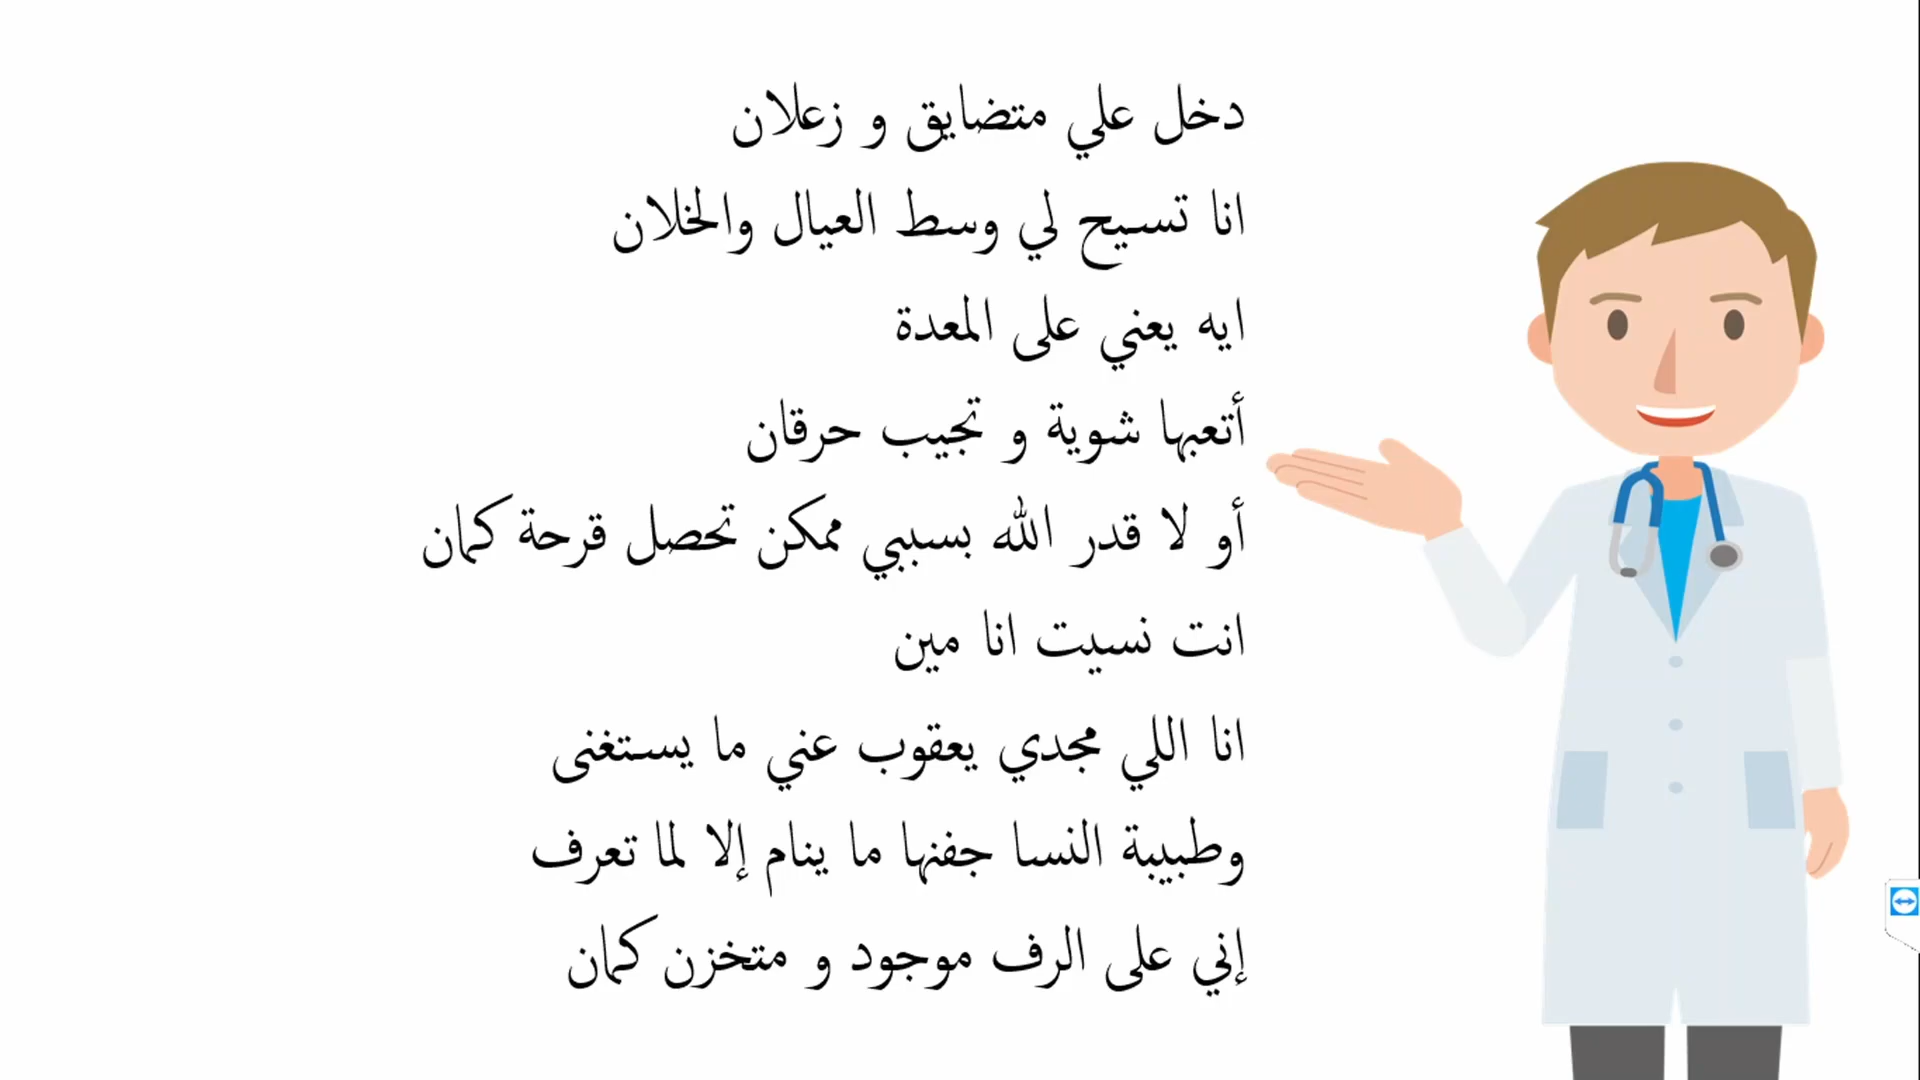 دخل علي متضايق و زعلان
انا تسيح لي وسط العيال والخلان
ايه يعني على المعدة
أتعبها شوية و تجيب حرقان
أو لا قدر الله بسببي ممكن تحصل قرحة كمان
انت نسيت انا مين
انا اللي مجدي يعقوب عني ما يستغنى
وطبيبة النسا جفنها ما ينام إلا لما تعرف
إني على الرف موجود و متخزن كمان